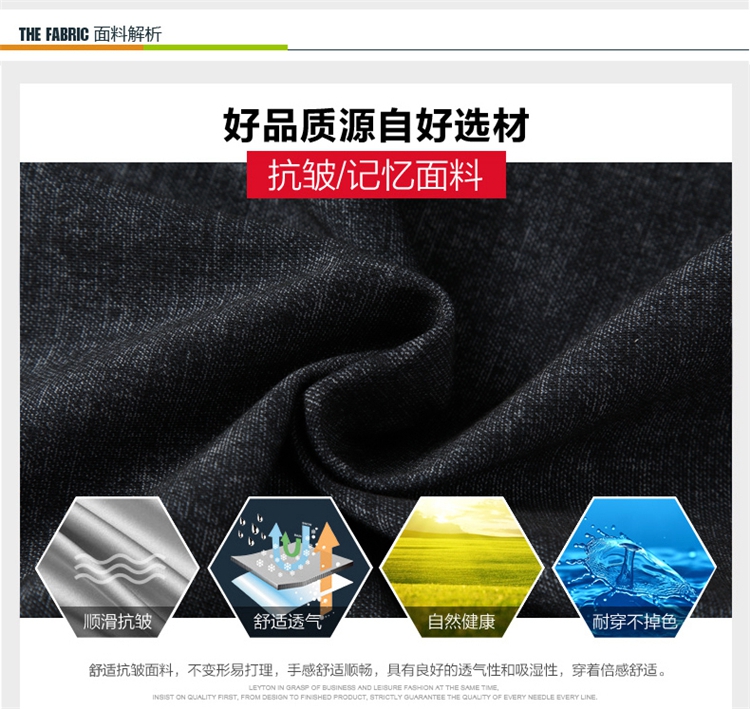 THE FABRIC 面料解析
好品质源自好选材
抗皱/记忆面料
顺滑抗皱
舒适透气
自然健康
耐穿不掉色
舒适抗皱面料，不变形易打理，手感舒适顺畅，具有良好的透气性和吸湿性，穿着倍感舒适。
LEYTON IN GRASP OF BUSINESS AND LEISURE FASHION AT THE SAME TIME,
INSIST ON QUALITY FIRST, FROM DESIGN TO FINISHED PRODUCT, STRICTLY GUARANTEE THE QUALITY OF EVERY NEEDLE EVERY LINE.